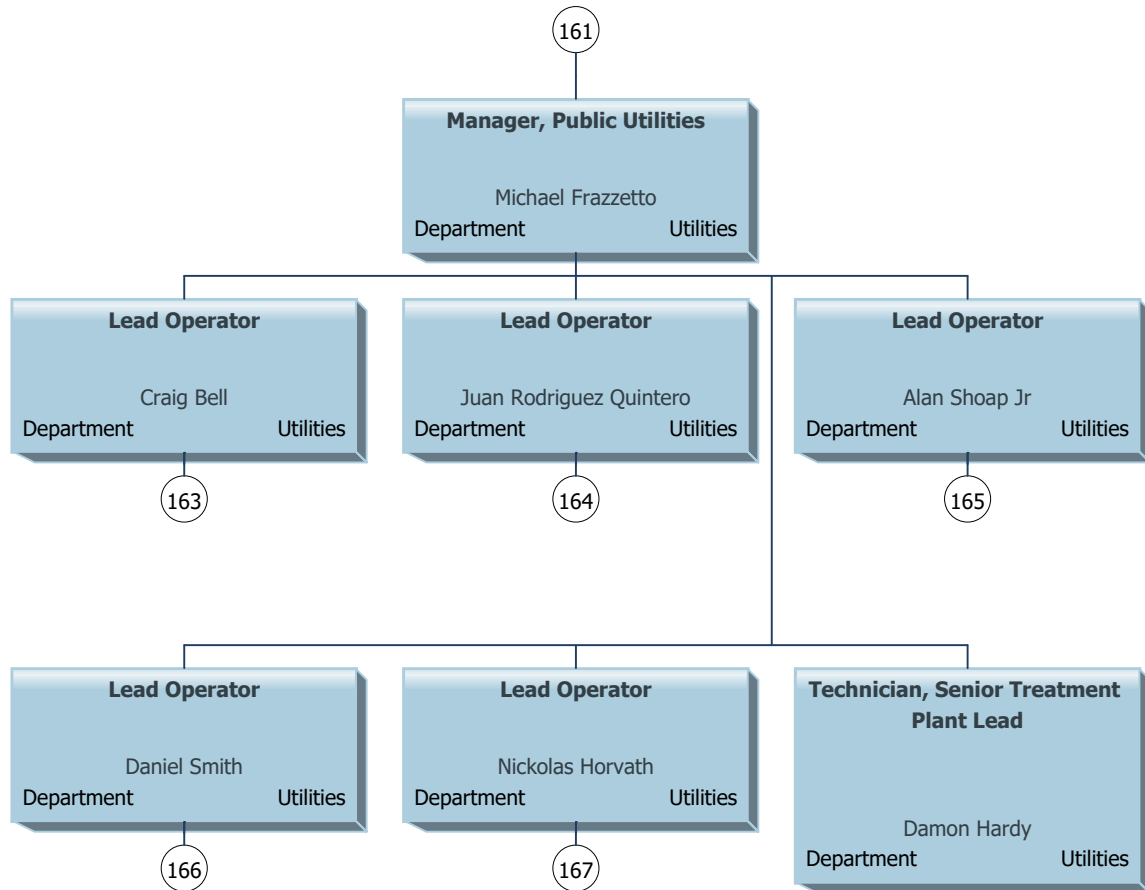 161
Manager, Public Utilities
Michael Frazzetto
Department Utilities
Lead Operator
Craig Bell
Department Utilities
163
Lead Operator
Juan Rodriguez Quintero
Department Utilities
164
Lead Operator
Alan Shoap Jr
Department Utilities
165
Lead Operator
Daniel Smith
Department Utilities
166
Lead Operator
Nickolas Horvath
Department Utilities
167
Technician, Senior Treatment
Plant Lead
Damon Hardy
Department Utilities